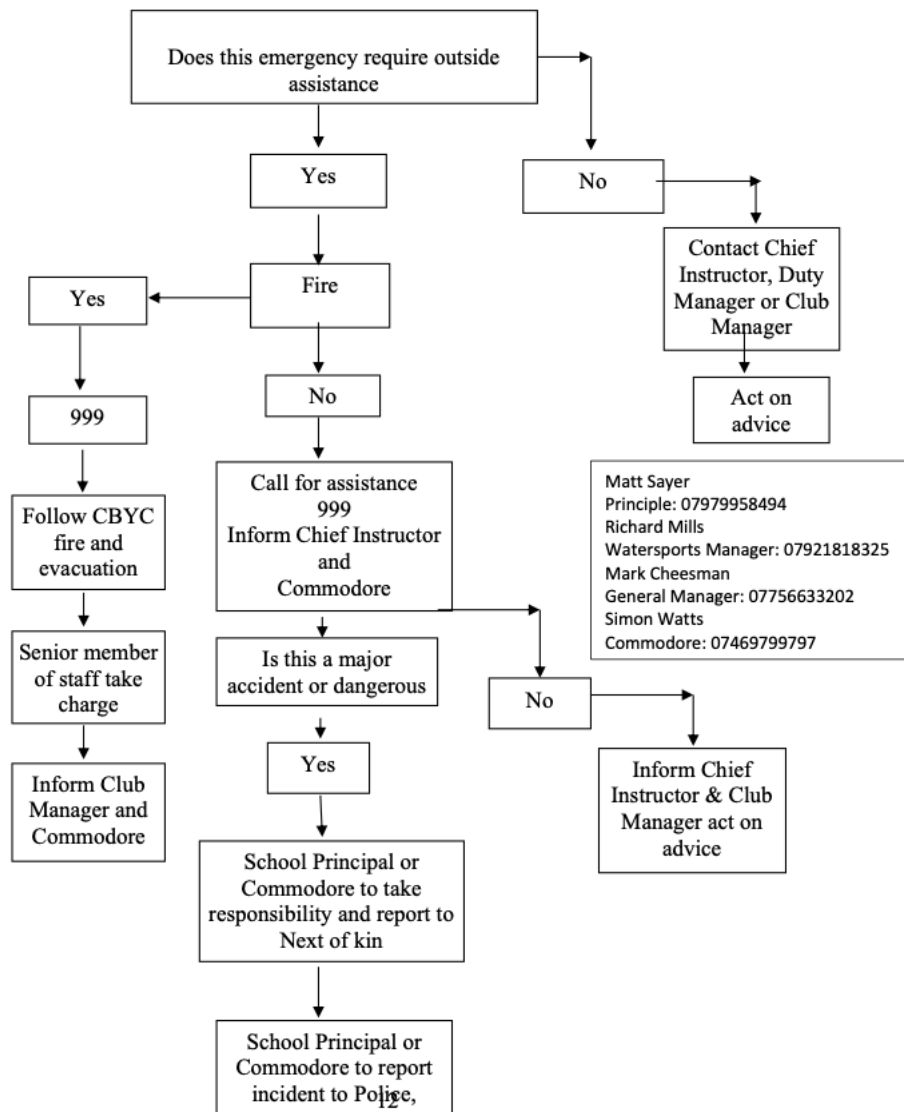 Does this emergency require outside
assistance
Yes
No
Contact Chief
Instructor, Duty
Manager or Club
Manager
Act on
advice
Fire
Yes
999
Follow CBYC
fire and
evacuation
Senior member
of staff take
charge
Inform Club
Manager and
Commodore
No
Call for assistance
999
Inform Chief Instructor
and
Commodore
Matt Sayer
Principle: 07979958494
Richard Mills
Watersports Manager: 07921818325
Mark Cheesman
General Manager: 07756633202
Simon Watts
Commodore: 07469799797
Is this a major
accident or dangerous
No
Inform Chief
Instructor & Club
Manager act on
advice
Yes
School Principal or
Commodore to take
responsibility and report to
Next of kin
School Principal or
Commodore to report
incident to Police,
12